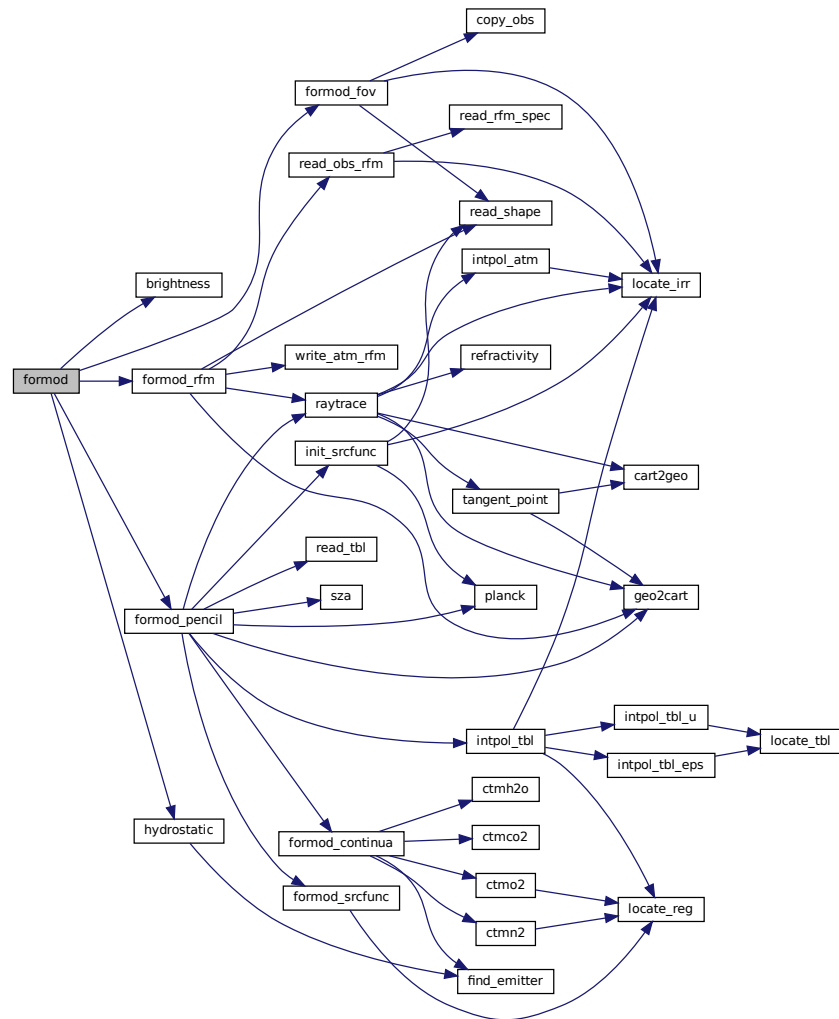 copy_obs
formod_fov
read_rfm_spec
read_obs_rfm
read_shape
intpol_atm
brightness
locate_irr
write_atm_rfm
refractivity
formod
formod_rfm
raytrace
init_srcfunc
cart2geo
tangent_point
read_tbl
sza
planck
geo2cart
formod_pencil
intpol_tbl_u
intpol_tbl
locate_tbl
intpol_tbl_eps
ctmh2o
hydrostatic
formod_continua
ctmco2
ctmo2
formod_srcfunc
locate_reg
ctmn2
find_emitter